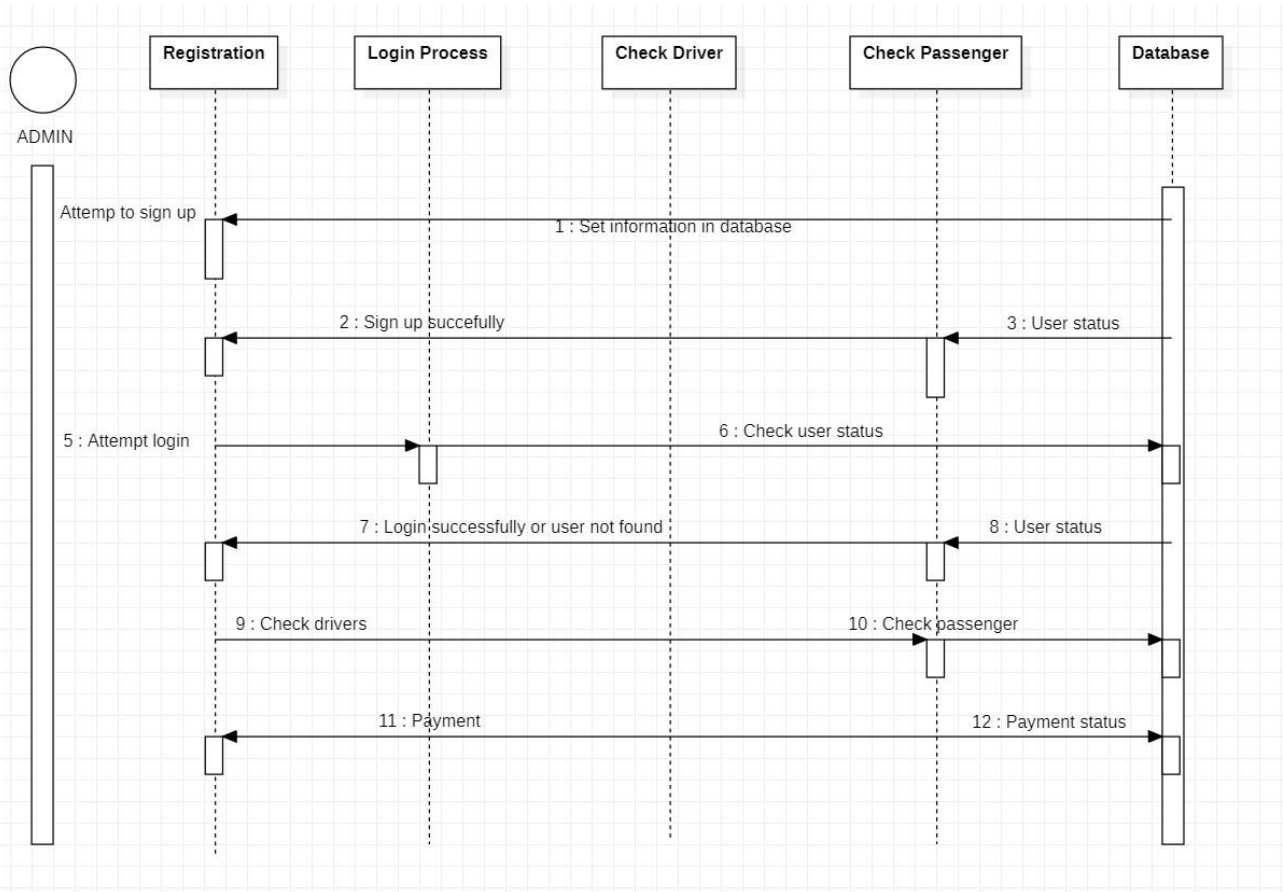 Registration
Login Process
Check Driver
Check Passenger
Database
ADMIN
Attemp to sign up
1 : Set information in database
2 : Sign up succefully
3 : User status
5 : Attempt login
6 : Check user status
7 : Login successfully or user not found
8 : User status
9 : Check drivers
10 : Check passenger
11 : Payment
12 : Payment status